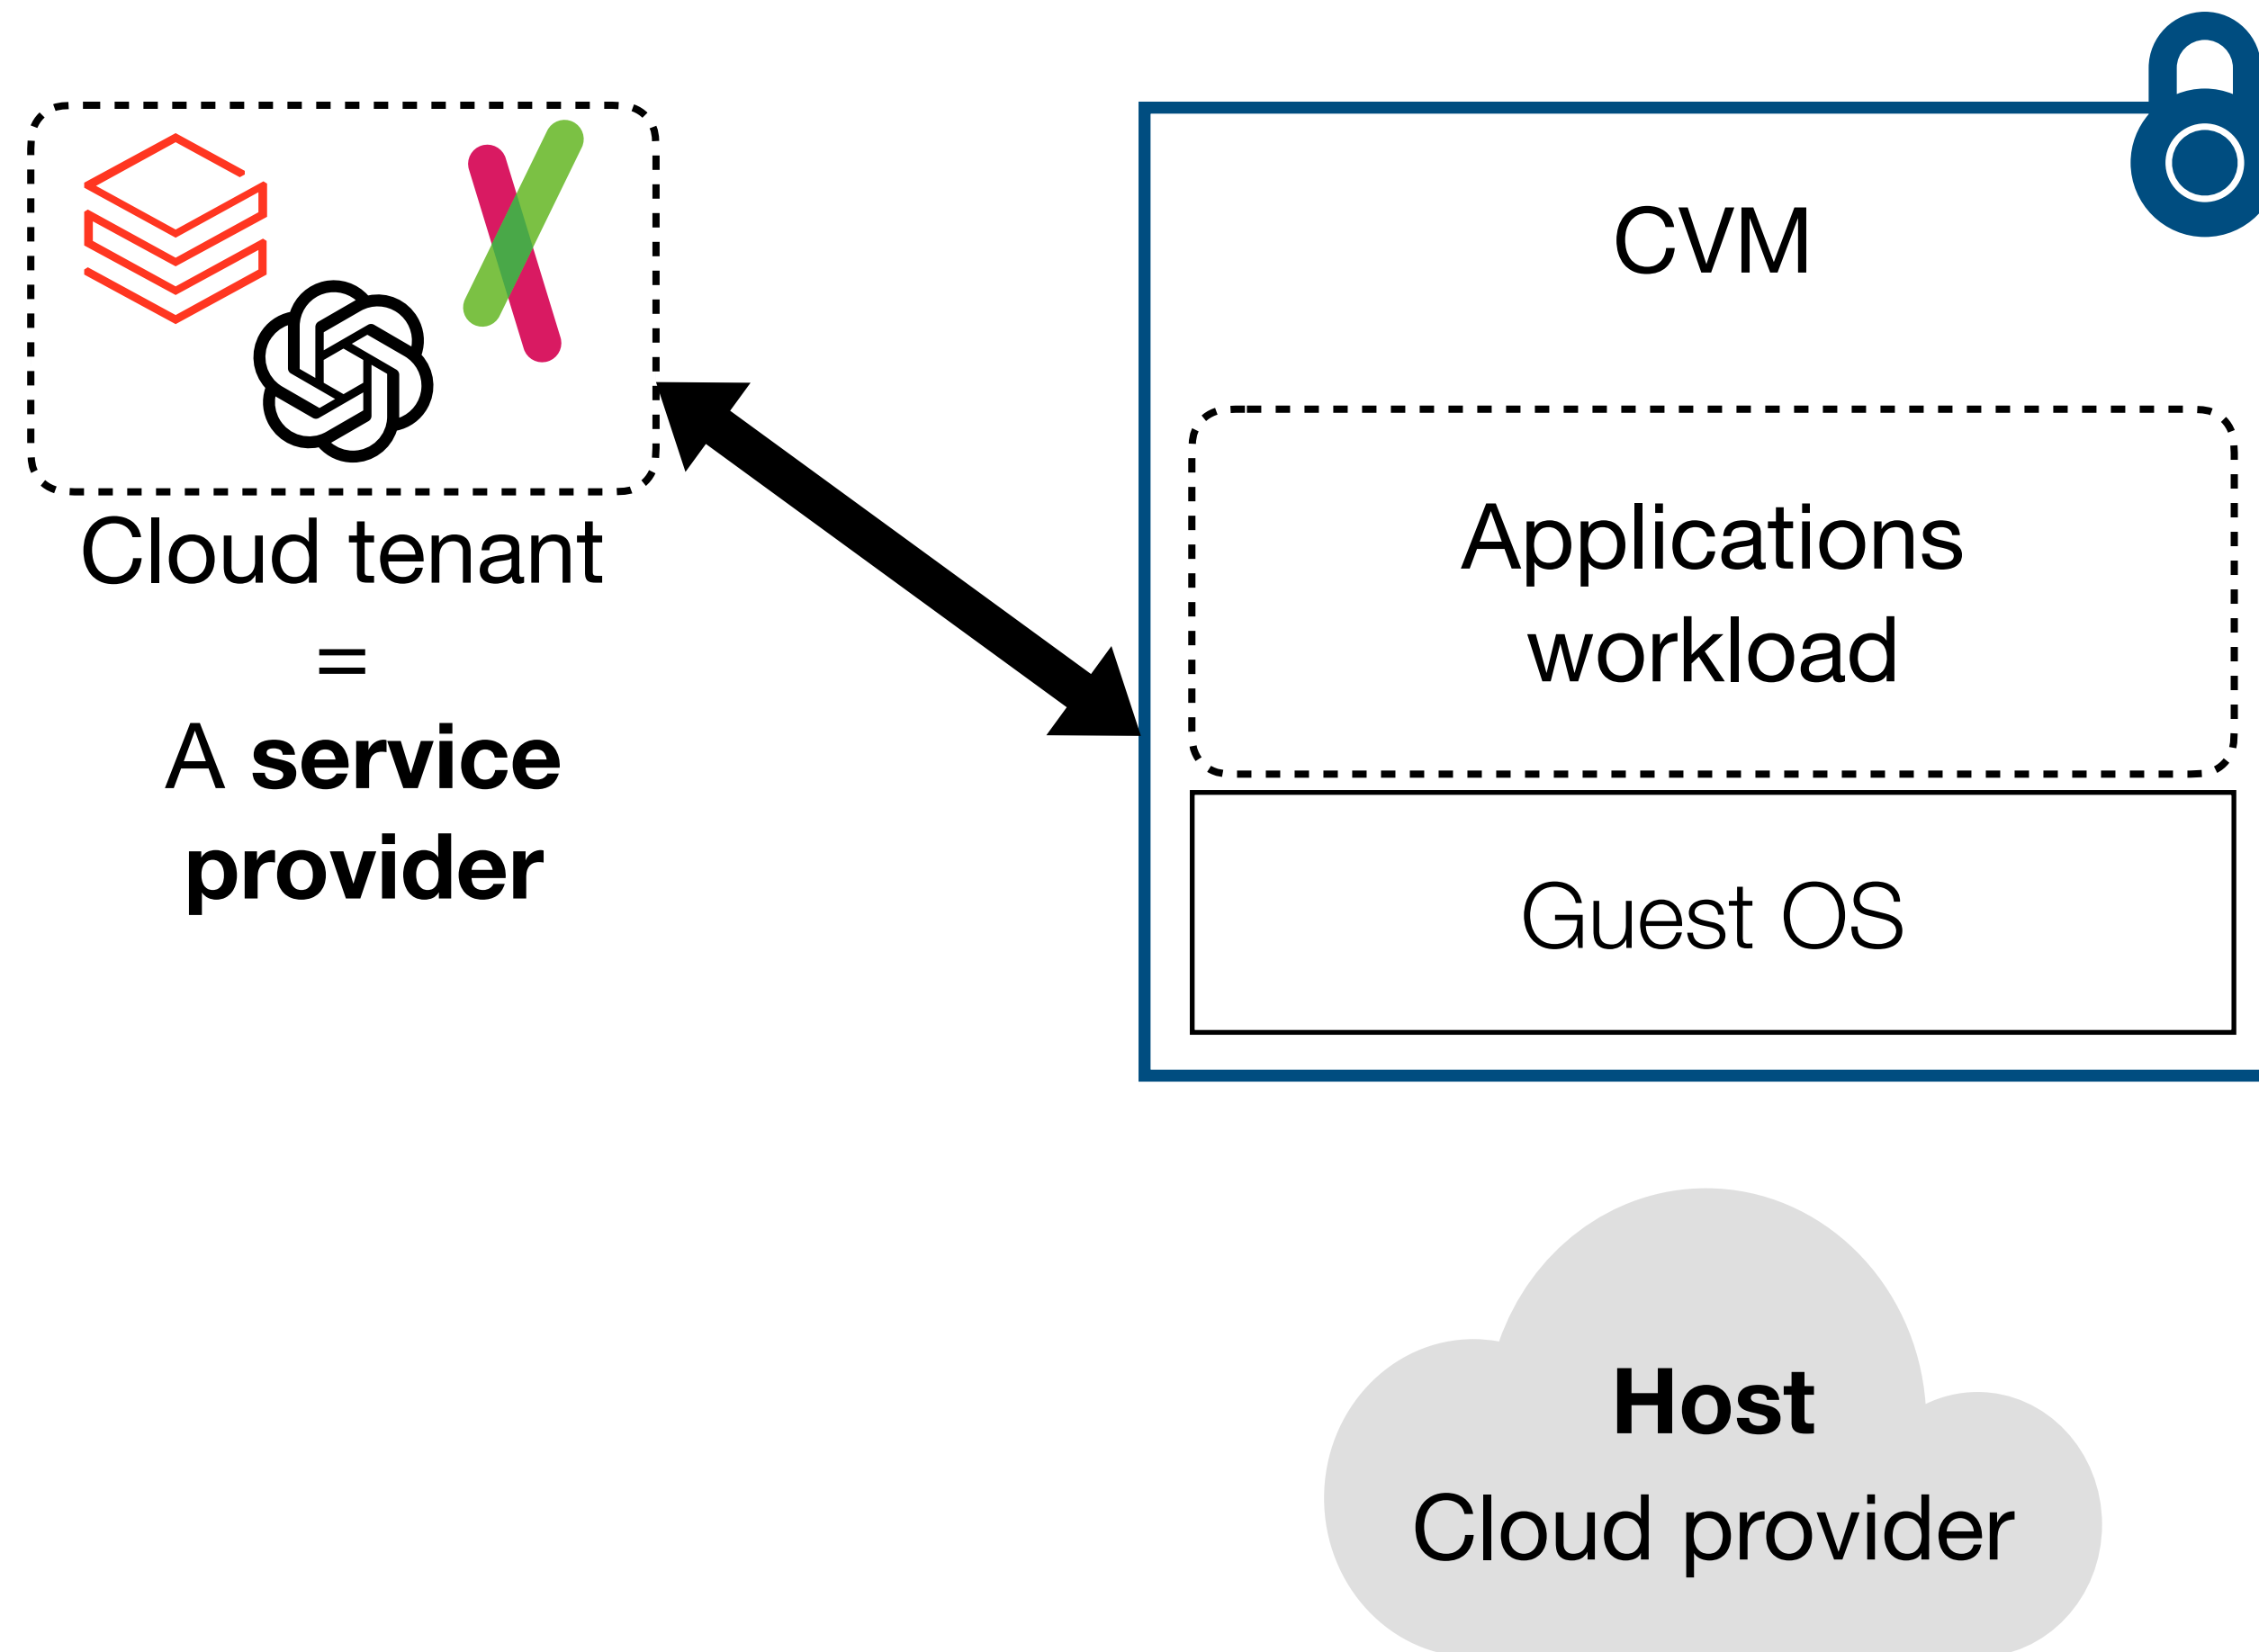 Cloud tenant
=
A service
provider
CVM
Applications
workload
Guest OS
Host
Cloud provider